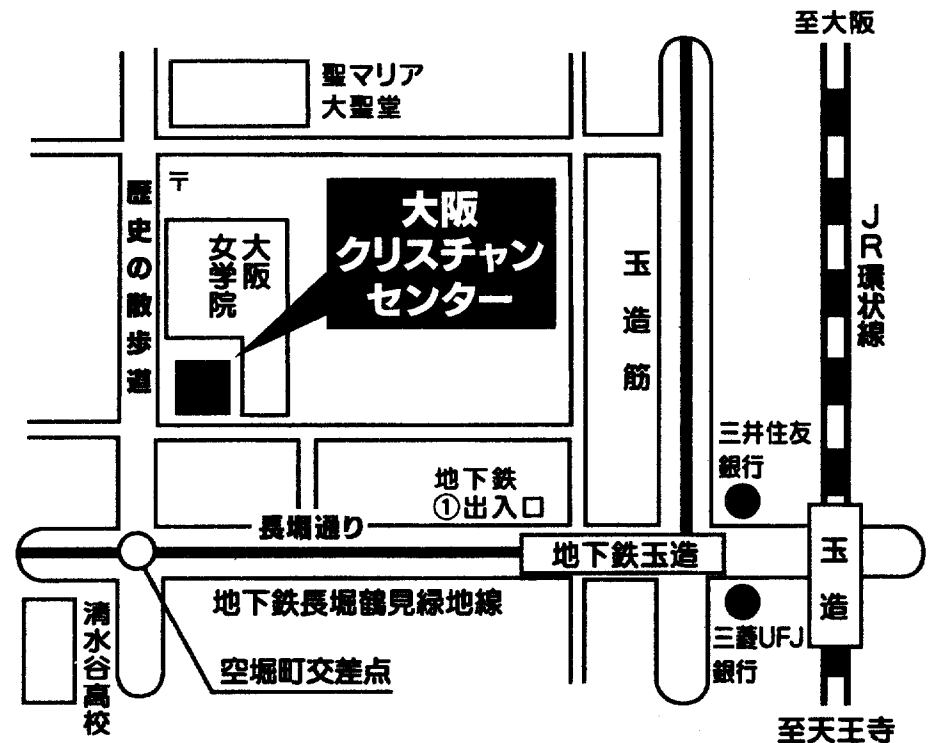 至大阪
聖マリア
大聖堂
〒
歴史の散歩道
大阪
女学院
大阪
クリスチャン
センター
玉造筋
JR環状線
三井住友
銀行
地下鉄
①出入口
長堀通り
地下鉄玉造
玉造
地下鉄長堀鶴見緑地線
清水谷高校
空堀町交差点
三菱UFJ
銀行
至天王寺